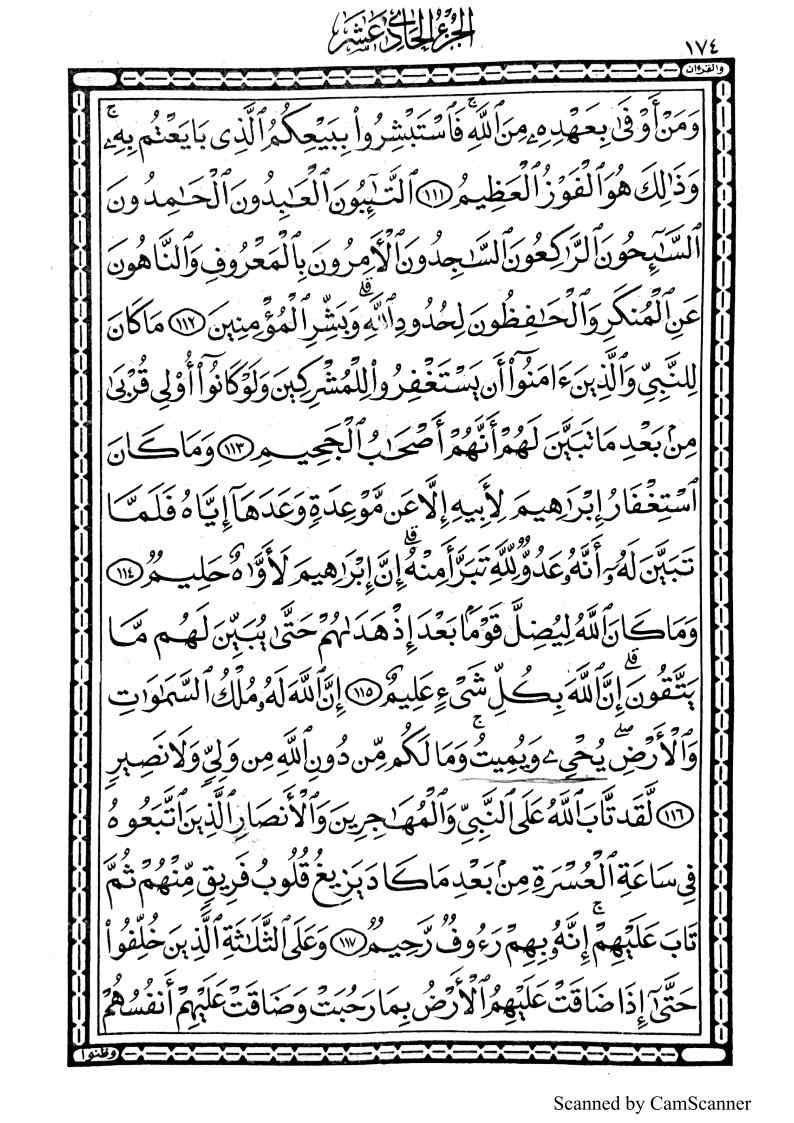 الجزء الحادي عشر
١٧٤
والقرءان
وَمَنْ أَوْفَىٰ بِعَهْدِهِۦ مِنَ ٱللَّهِ ۚ فَٱسْتَبْشِرُوا۟ بِبَيْعِكُمُ ٱلَّذِى بَايَعْتُم بِهِۦ ۚ
وَذَٰلِكَ هُوَ ٱلْفَوْزُ ٱلْعَظِيمُ ١١١ ٱلتَّٰٓئِبُونَ ٱلْعَٰبِدُونَ ٱلْحَٰمِدُونَ
ٱلسَّٰٓئِحُونَ ٱلرَّٰكِعُونَ ٱلسَّٰجِدُونَ ٱلْءَامِرُونَ بِٱلْمَعْرُوفِ وَٱلنَّاهُونَ
عَنِ ٱلْمُنكَرِ وَٱلْحَٰفِظُونَ لِحُدُودِ ٱللَّهِ ۗ وَبَشِّرِ ٱلْمُؤْمِنِينَ ١١٢ مَا كَانَ
لِلنَّبِىِّ وَٱلَّذِينَ ءَامَنُوٓا۟ أَن يَسْتَغْفِرُوا۟ لِلْمُشْرِكِينَ وَلَوْ كَانُوٓا۟ أُو۟لِى قُرْبَىٰ
مِنۢ بَعْدِ مَا تَبَيَّنَ لَهُمْ أَنَّهُمْ أَصْحَٰبُ ٱلْجَحِيمِ ١١٣ وَمَا كَانَ
ٱسْتِغْفَارُ إِبْرَٰهِيمَ لِأَبِيهِ إِلَّا عَن مَّوْعِدَةٍ وَعَدَهَآ إِيَّاهُ فَلَمَّا
تَبَيَّنَ لَهُۥٓ أَنَّهُۥ عَدُوٌّ لِّلَّهِ تَبَرَّأَ مِنْهُ ۚ إِنَّ إِبْرَٰهِيمَ لَأَوَّٰهٌ حَلِيمٌ ١١٤
وَمَا كَانَ ٱللَّهُ لِيُضِلَّ قَوْمًۢا بَعْدَ إِذْ هَدَىٰهُمْ حَتَّىٰ يُبَيِّنَ لَهُم مَّا
يَتَّقُونَ ۚ إِنَّ ٱللَّهَ بِكُلِّ شَىْءٍ عَلِيمٌ ١١٥ إِنَّ ٱللَّهَ لَهُۥ مُلْكُ ٱلسَّمَٰوَٰتِ
وَٱلْأَرْضِ ۖ يُحْىِۦ وَيُمِيتُ ۚ وَمَا لَكُم مِّن دُونِ ٱللَّهِ مِن وَلِىٍّ وَلَا نَصِيرٍ
١١٦ لَّقَد تَّابَ ٱللَّهُ عَلَى ٱلنَّبِىِّ وَٱلْمُهَٰجِرِينَ وَٱلْأَنصَارِ ٱلَّذِينَ ٱتَّبَعُوهُ
فِى سَاعَةِ ٱلْعُسْرَةِ مِنۢ بَعْدِ مَا كَادَ يَزِيغُ قُلُوبُ فَرِيقٍ مِّنْهُمْ ثُمَّ
تَابَ عَلَيْهِمْ ۚ إِنَّهُۥ بِهِمْ رَءُوفٌ رَّحِيمٌ ١١٧ وَعَلَى ٱلثَّلَٰثَةِ ٱلَّذِينَ خُلِّفُوا۟
حَتَّىٰٓ إِذَا ضَاقَتْ عَلَيْهِمُ ٱلْأَرْضُ بِمَا رَحُبَتْ وَضَاقَتْ عَلَيْهِمْ أَنفُسُهُمْ
وظنوا
Scanned by CamScanner